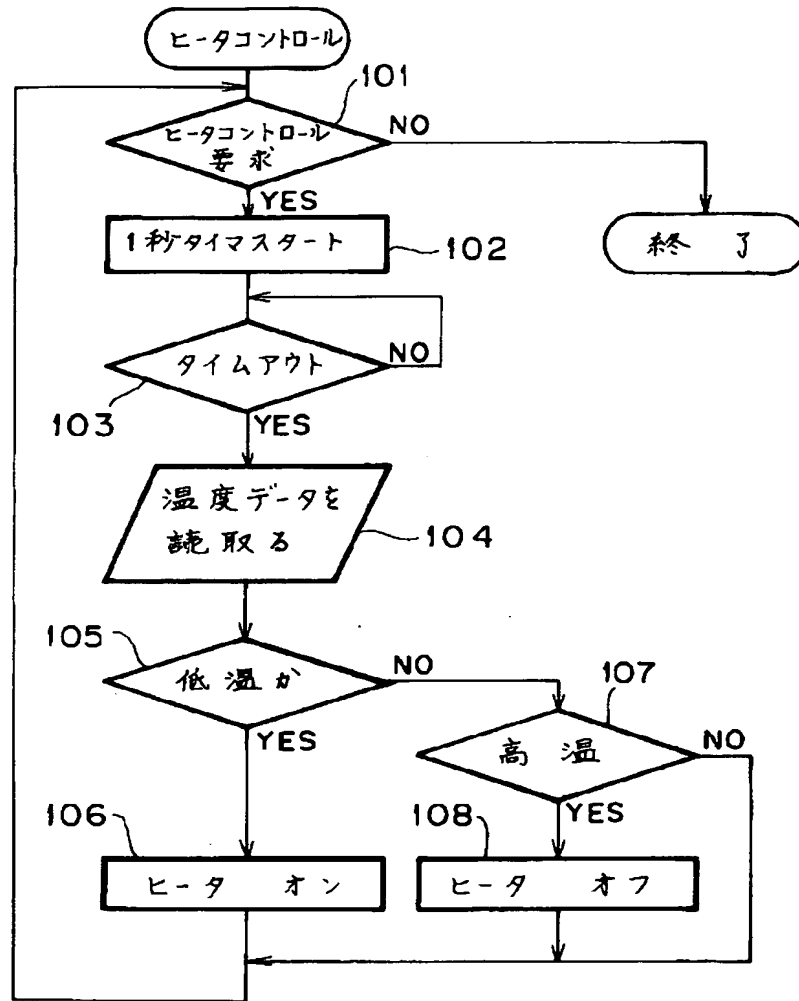 ヒータコントロール
101
ヒータコントロール
要求
NO
YES
1秒タイマスタート
102
終了
タイムアウト
NO
103
YES
温度データを
読取る
104
105
低温か
NO
107
YES
高温
NO
106
108
YES
ヒータ オン
ヒータ オフ